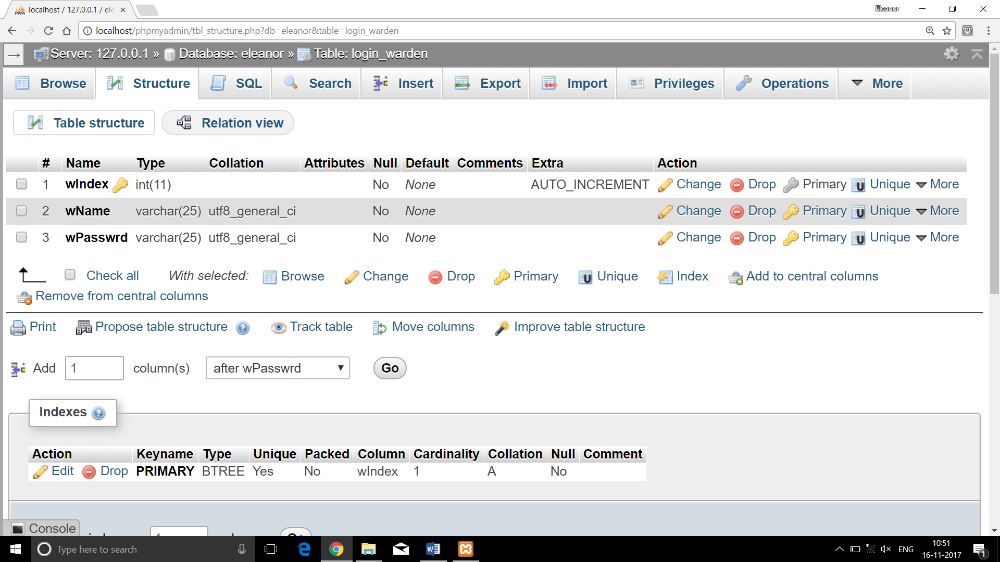 localhost / 127.0.0.1 / ele
Eleanor
localhost/phpmyadmin/tbl_structure.php?db=eleanor&table=login_warden
Server: 127.0.0.1 » Database: eleanor » Table: login_warden
Browse Structure SQL Search Insert Export Import Privileges Operations More
Table structure Relation view
# Name Type Collation Attributes Null Default Comments Extra Action
1 wIndex int(11) No None AUTO_INCREMENT Change Drop Primary Unique More
2 wName varchar(25) utf8_general_ci No None Change Drop Primary Unique More
3 wPasswrd varchar(25) utf8_general_ci No None Change Drop Primary Unique More
Check all With selected: Browse Change Drop Primary Unique Index Add to central columns
Remove from central columns
Print Propose table structure Track table Move columns Improve table structure
Add 1 column(s) after wPasswrd Go
Indexes
Action Keyname Type Unique Packed Column Cardinality Collation Null Comment
Edit Drop PRIMARY BTREE Yes No wIndex 1 A No
Console
Type here to search
ENG
10:51
16-11-2017
1